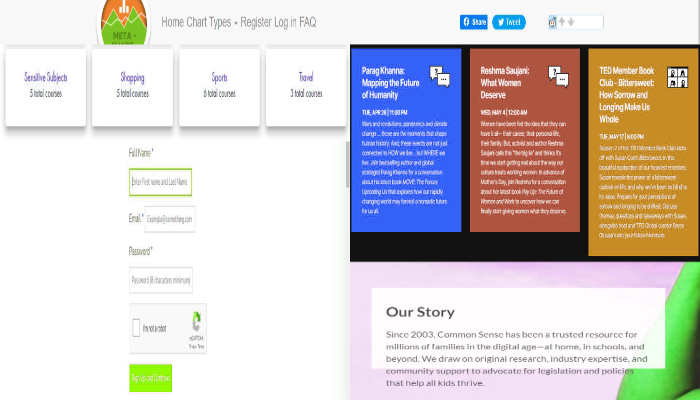 META -
Home Chart Types - Register Log in FAQ
Share
Tweet
Sensitive Subjects
5 total courses
Shopping
5 total courses
Sports
6 total courses
Travel
3 total courses
Full Name *
Enter First name and Last Name
Email *
Example@something.com
Password *
Password (8 characters minimum)
I'm not a robot
reCAPTCHA
Privacy - Terms
Parag Khanna:
Mapping the Future
of Humanity
TUE, APR 26 | 11:00 PM
Wars and revolutions, pandemics and climate
change ... these are the moments that shape
human history. And, these events are not just
connected to HOW we live - but WHERE we
live. Join bestselling author and global
strategist Parag Khanna for a conversation
about his latest book MOVE: The Forces
Uprooting Us that explores how our rapidly
changing world may foretell a nomadic future
for us all.
Reshma Saujani:
What Women
Deserve
WED, MAY 4 | 12:00 AM
Women have been fed the idea that they can
have it all— their career, their personal life,
their family. But, activist and author Reshma
Saujani calls this "the big lie" and thinks it's
time we start getting real about the way our
culture treats working women. In advance of
Mother's Day, join Reshma for a conversation
about her latest book Pay Up: The Future of
Women and Work to uncover how we can
finally start giving women what they deserve.
TED Member Book
Club - Bittersweet:
How Sorrow and
Longing Make Us
Whole
TUE, MAY 17 | 8:00 PM
Season 2 of the TED Member Book Club kicks
off with Susan Cain's Bittersweet
Our Story
Since 2003, Common Sense has been a trusted resource for
millions of families in the digital age—at home, in schools, and
beyond. We draw on original research, industry expertise, and
community support to advocate for legislation and policies
that help all kids thrive.